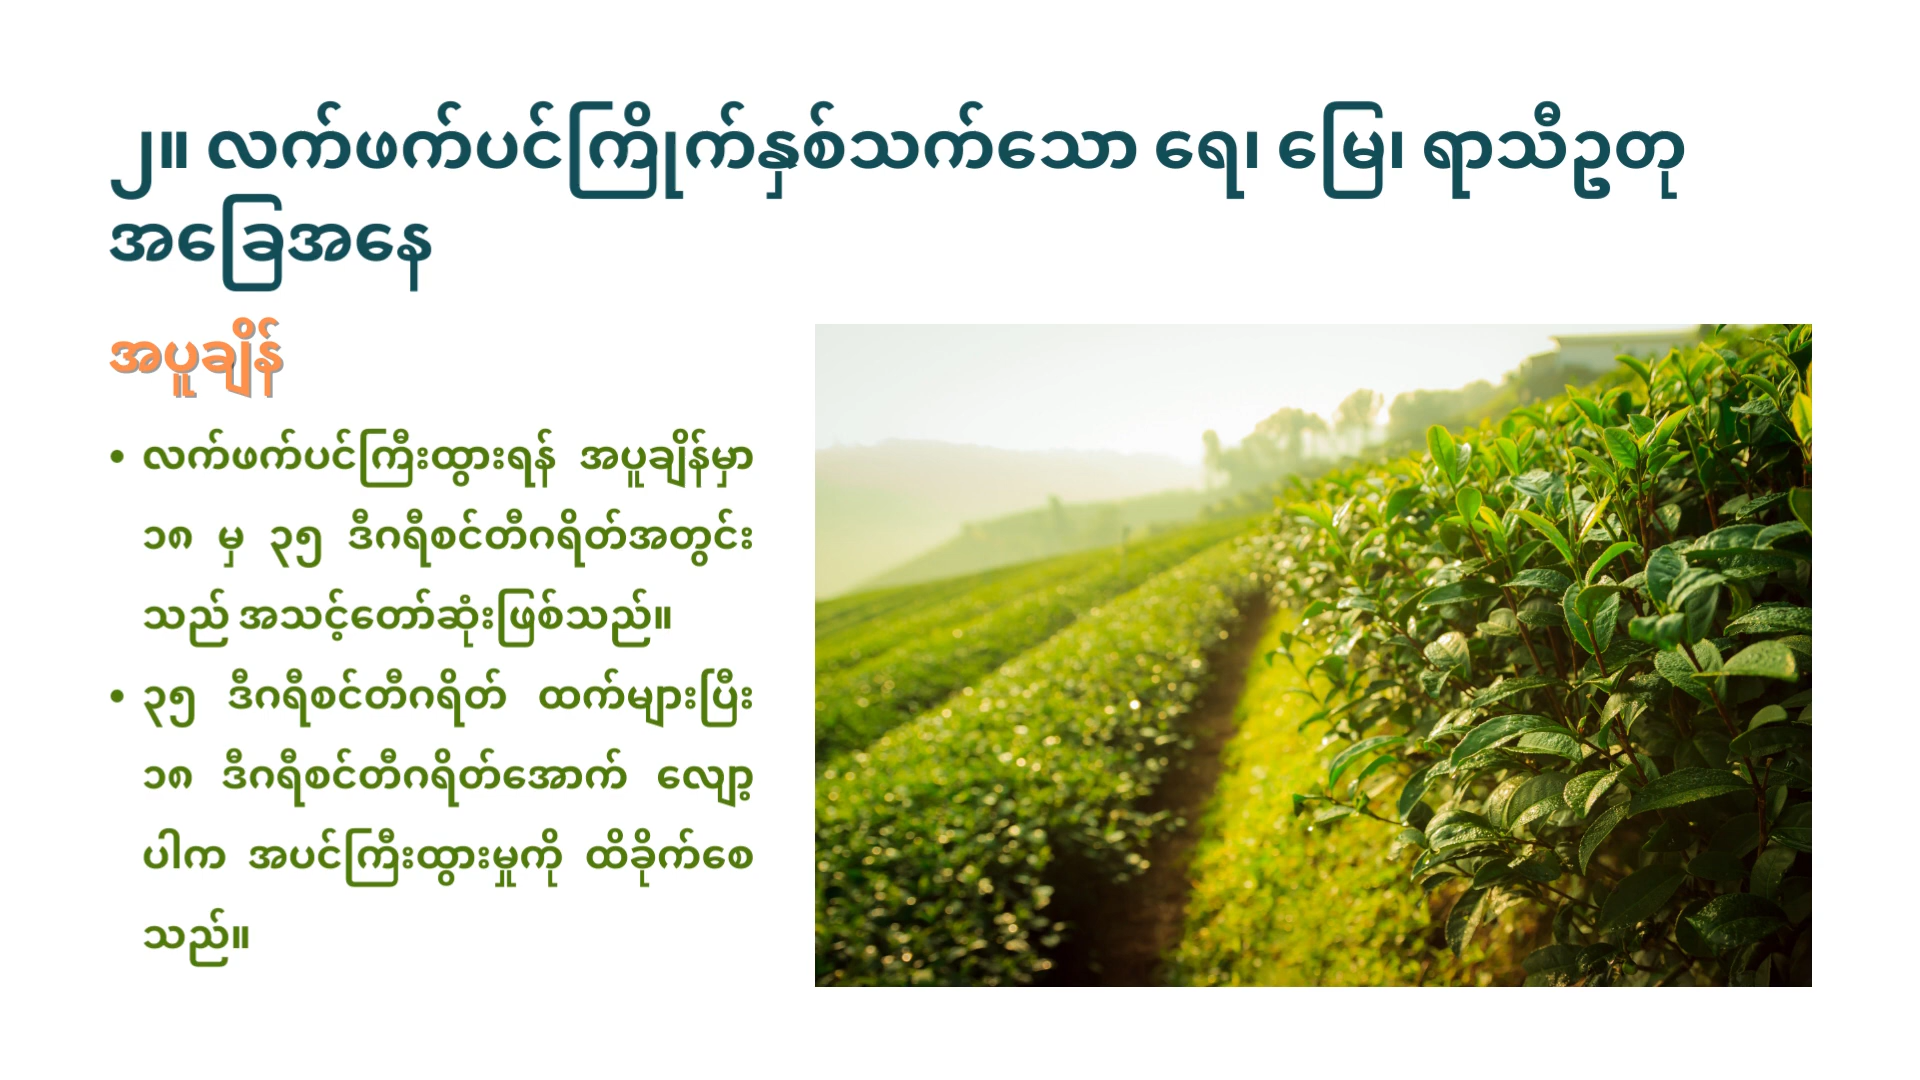 ၂။ လက်ဖက်ပင်ကြိုက်နှစ်သက်သော ရေ၊ မြေ၊ ရာသီဥတု
အခြေအနေ
အပူချိန်
• လက်ဖက်ပင်ကြီးထွားရန် အပူချိန်မှာ
၁၈ မှ ၃၅ ဒီဂရီစင်တီဂရိတ်အတွင်း
သည် အသင့်တော်ဆုံးဖြစ်သည်။
• ၃၅ ဒီဂရီစင်တီဂရိတ် ထက်များပြီး
၁၈ ဒီဂရီစင်တီဂရိတ်အောက် လျော့
ပါက အပင်ကြီးထွားမှုကို ထိခိုက်စေ
သည်။